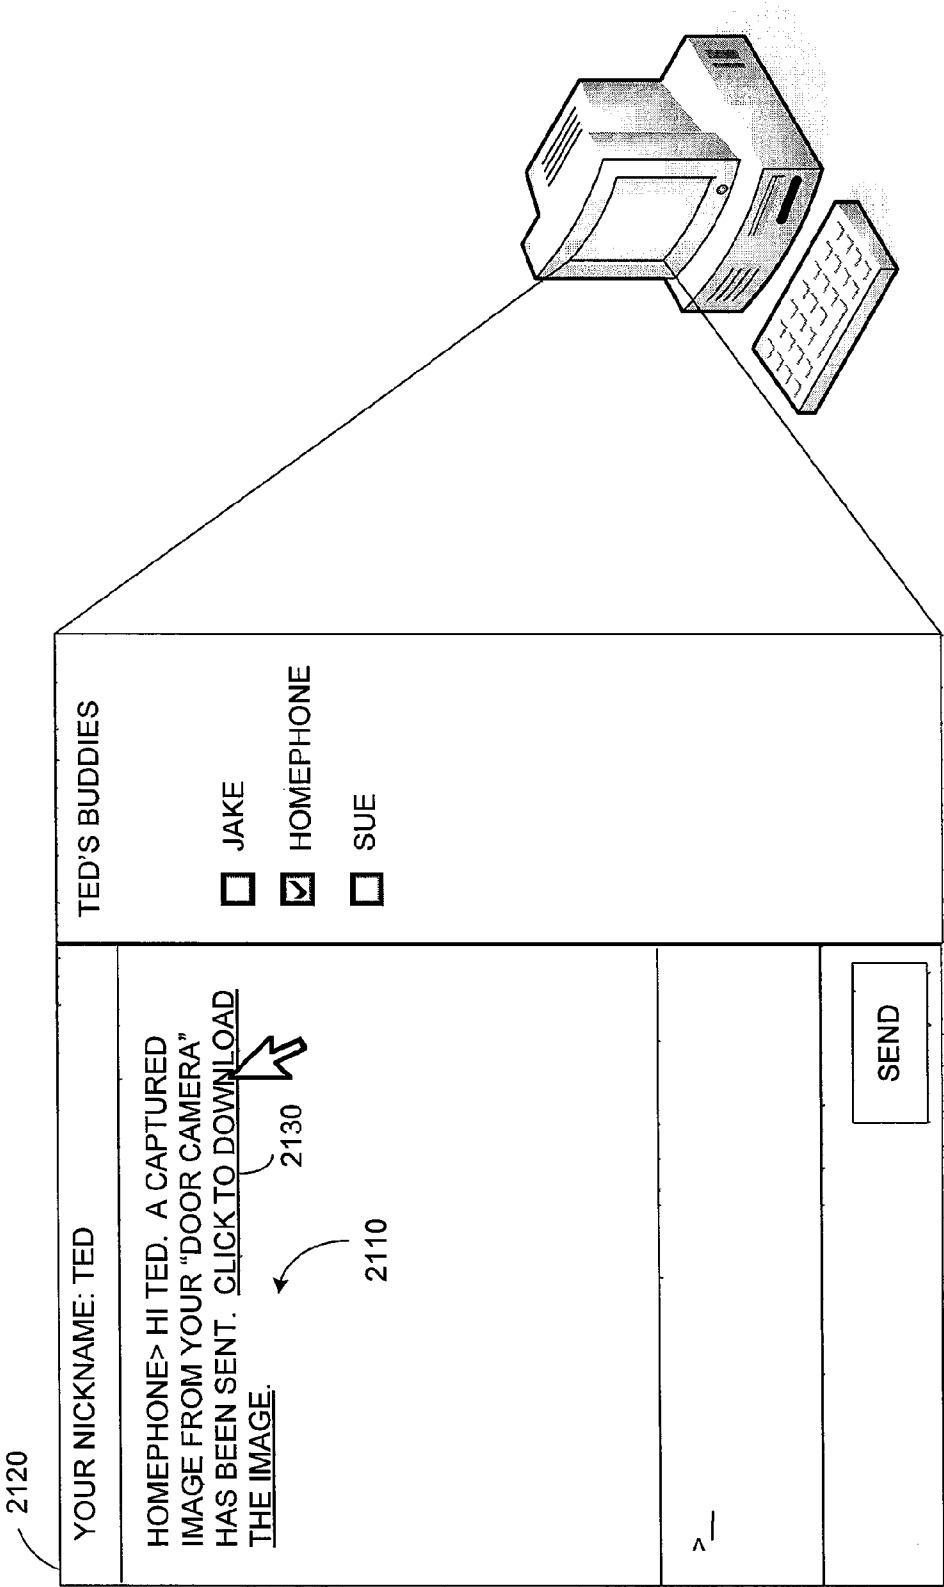 2120
YOUR NICKNAME: TED
TED'S BUDDIES
HOMEPHONE> HI TED. A CAPTURED
IMAGE FROM YOUR "DOOR CAMERA"
HAS BEEN SENT. CLICK TO DOWNLOAD
THE IMAGE.
2130
2110
JAKE
HOMEPHONE
SUE
>_
SEND